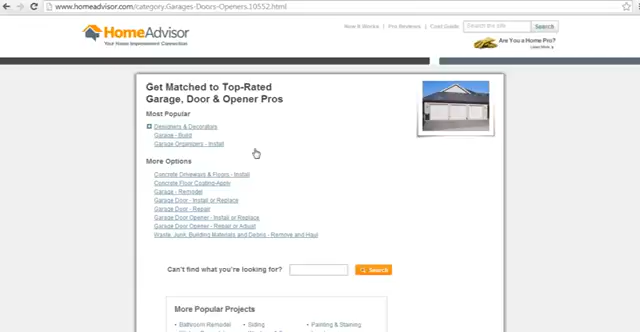 www.homeadvisor.com/category.Garages-Doors-Openers.10552.html
HomeAdvisor
Your Home Improvement Connection
How It Works | Pro Reviews | Cost Guide
Search the site
Search
Are You a Home Pro?
Learn More
Get Matched to Top-Rated
Garage, Door & Opener Pros
Most Popular
Designers & Decorators
Garage - Build
Garage Organizers - Install
More Options
Concrete Driveways & Floors - Install
Concrete Floor Coating-Apply
Garage - Remodel
Garage Door - Install or Replace
Garage Door - Repair
Garage Door Opener - Install or Replace
Garage Door Opener - Repair or Adjust
Waste, Junk, Building Materials and Debris - Remove and Haul
Can't find what you're looking for?
Search
More Popular Projects
Bathroom Remodel
Siding
Painting & Staining